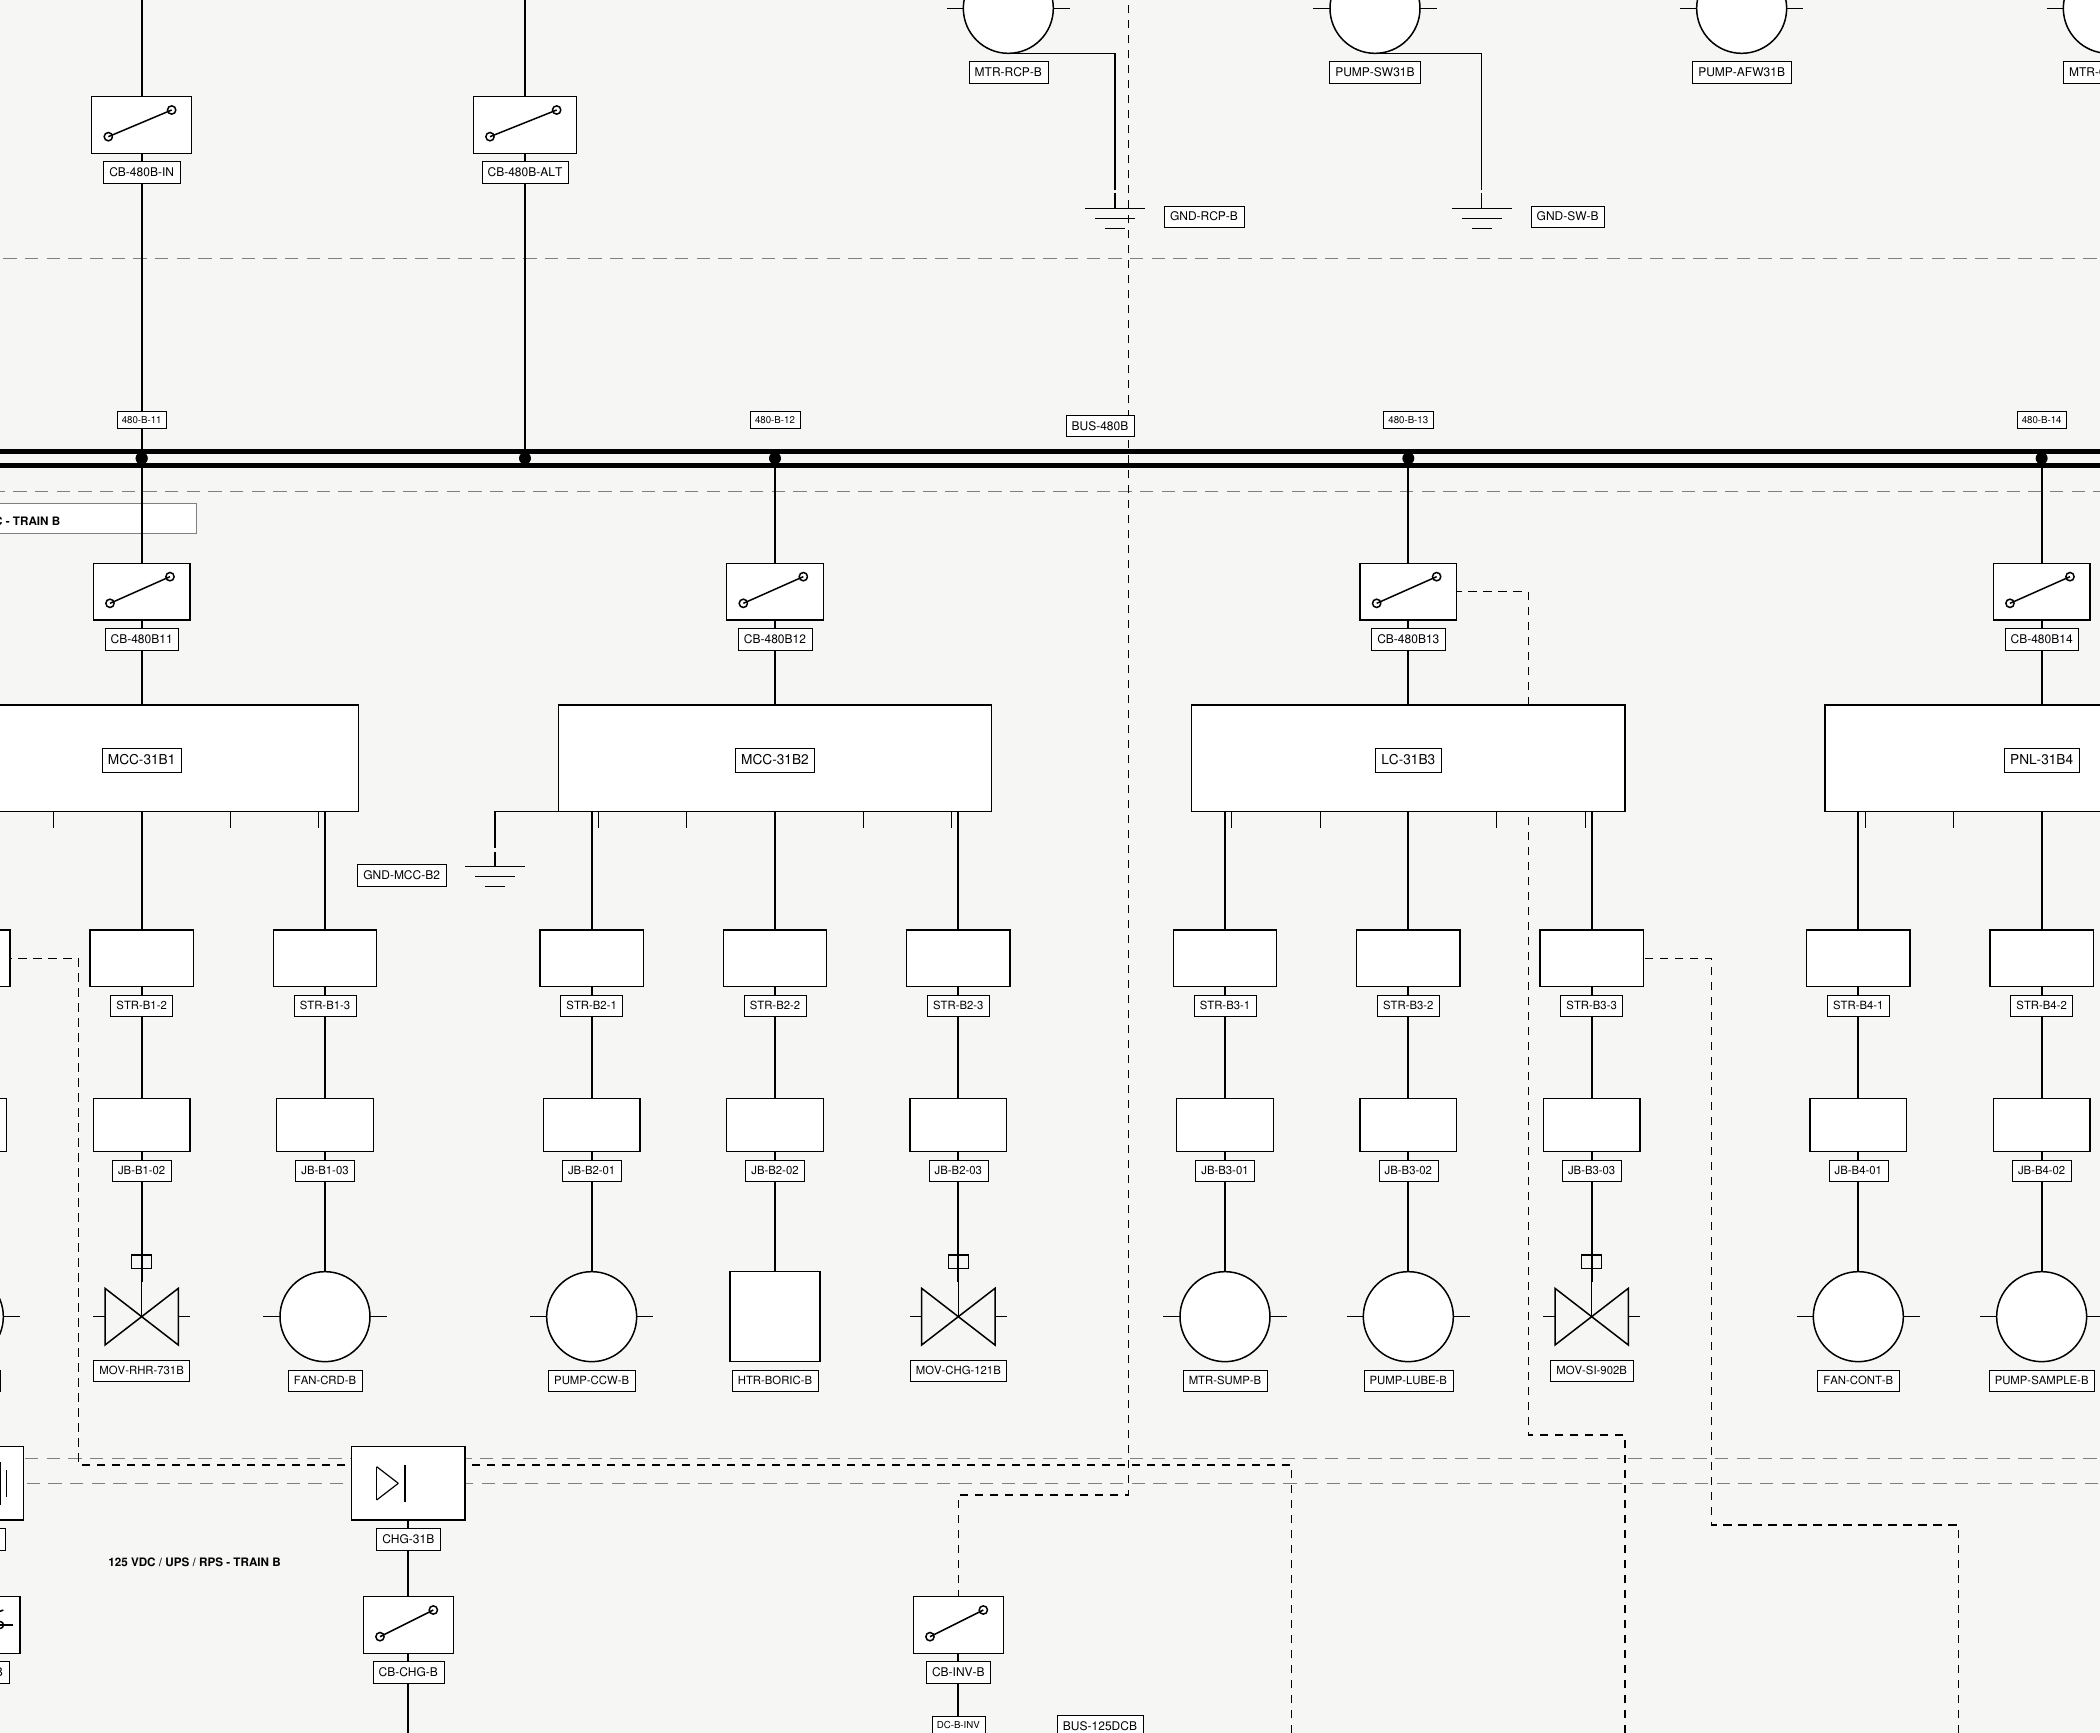 MTR-RCP-B
PUMP-SW31B
PUMP-AFW31B
CB-480B-IN
CB-480B-ALT
GND-RCP-B
GND-SW-B
480-B-11
480-B-12
BUS-480B
480-B-13
480-B-14
- TRAIN B
CB-480B11
CB-480B12
CB-480B13
CB-480B14
MCC-31B1
MCC-31B2
LC-31B3
PNL-31B4
GND-MCC-B2
STR-B1-2
STR-B1-3
STR-B2-1
STR-B2-2
STR-B2-3
STR-B3-1
STR-B3-2
STR-B3-3
STR-B4-1
STR-B4-2
JB-B1-02
JB-B1-03
JB-B2-01
JB-B2-02
JB-B2-03
JB-B3-01
JB-B3-02
JB-B3-03
JB-B4-01
JB-B4-02
MOV-RHR-731B
FAN-CRD-B
PUMP-CCW-B
HTR-BORIC-B
MOV-CHG-121B
MTR-SUMP-B
PUMP-LUBE-B
MOV-SI-902B
FAN-CONT-B
PUMP-SAMPLE-B
CHG-31B
125 VDC / UPS / RPS - TRAIN B
CB-CHG-B
CB-INV-B
DC-B-INV
BUS-125DCB